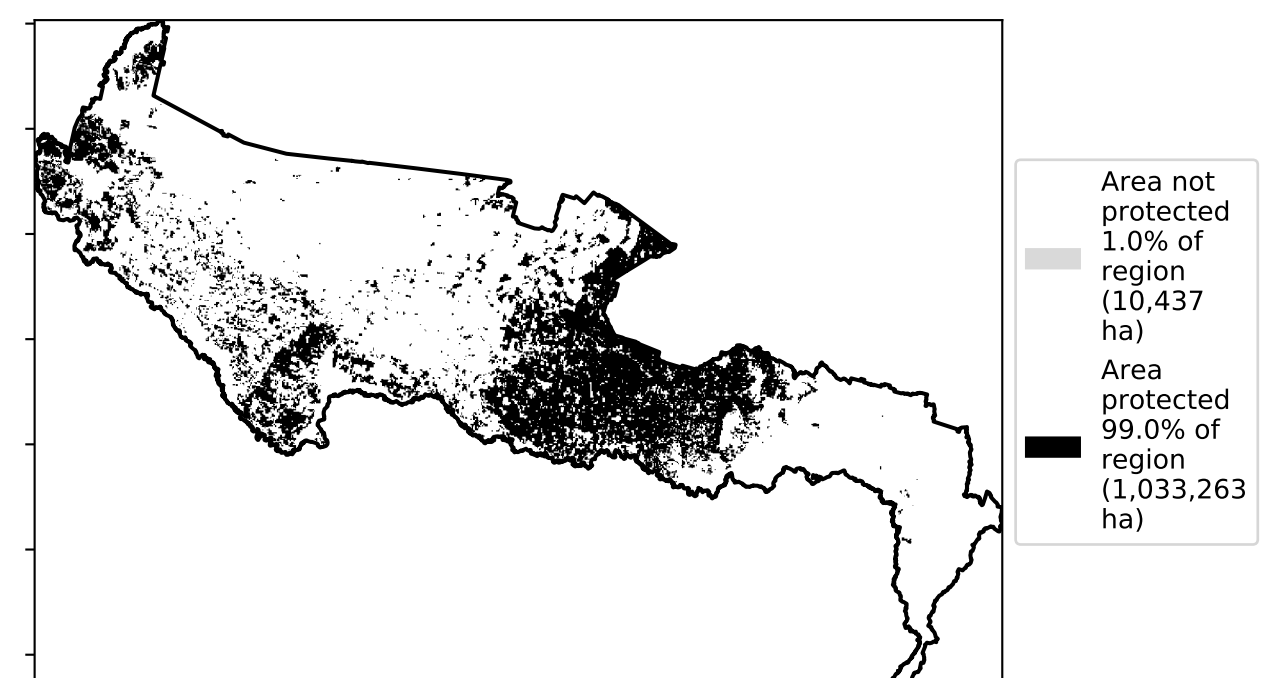 Area not
protected
1.0% of
region
(10,437
ha)
Area
protected
99.0% of
region
(1,033,263
ha)